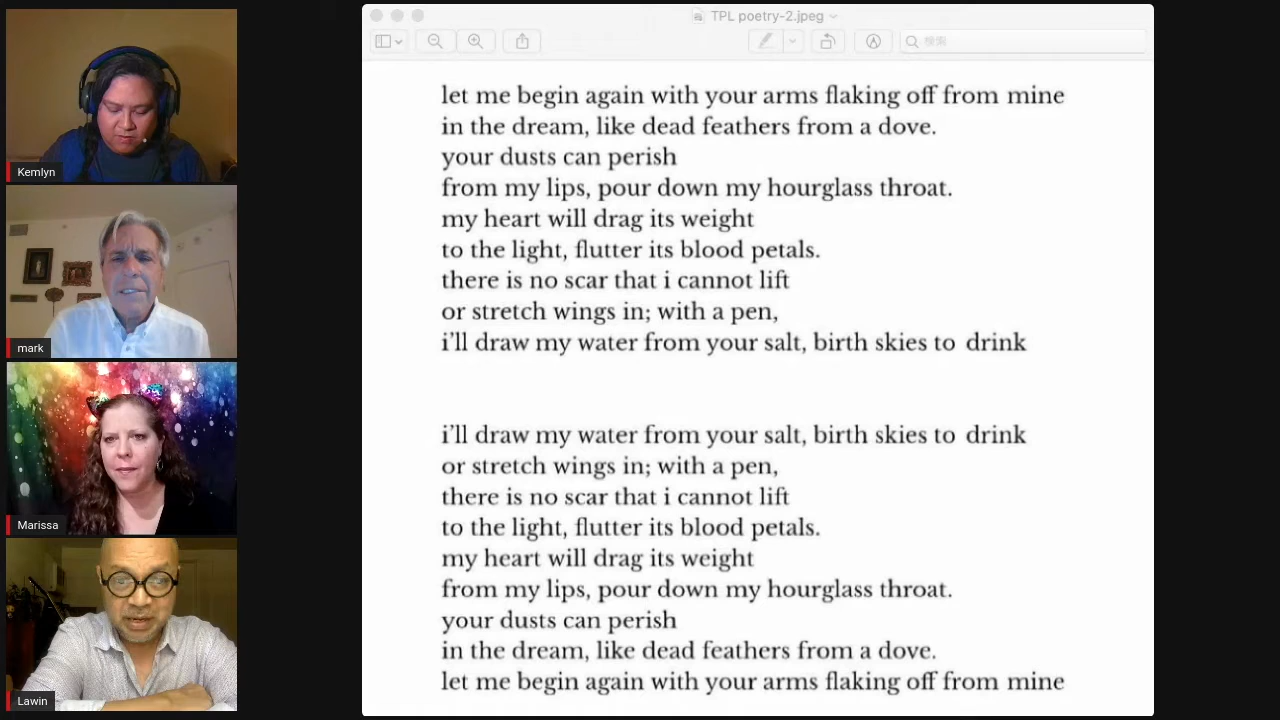 TPL poetry-2.jpeg
検索
let me begin again with your arms flaking off from mine
in the dream, like dead feathers from a dove.
your dusts can perish
from my lips, pour down my hourglass throat.
my heart will drag its weight
to the light, flutter its blood petals.
there is no scar that i cannot lift
or stretch wings in; with a pen,
i’ll draw my water from your salt, birth skies to drink
i’ll draw my water from your salt, birth skies to drink
or stretch wings in; with a pen,
there is no scar that i cannot lift
to the light, flutter its blood petals.
my heart will drag its weight
from my lips, pour down my hourglass throat.
your dusts can perish
in the dream, like dead feathers from a dove.
let me begin again with your arms flaking off from mine
Kemlyn
mark
Marissa
Lawin